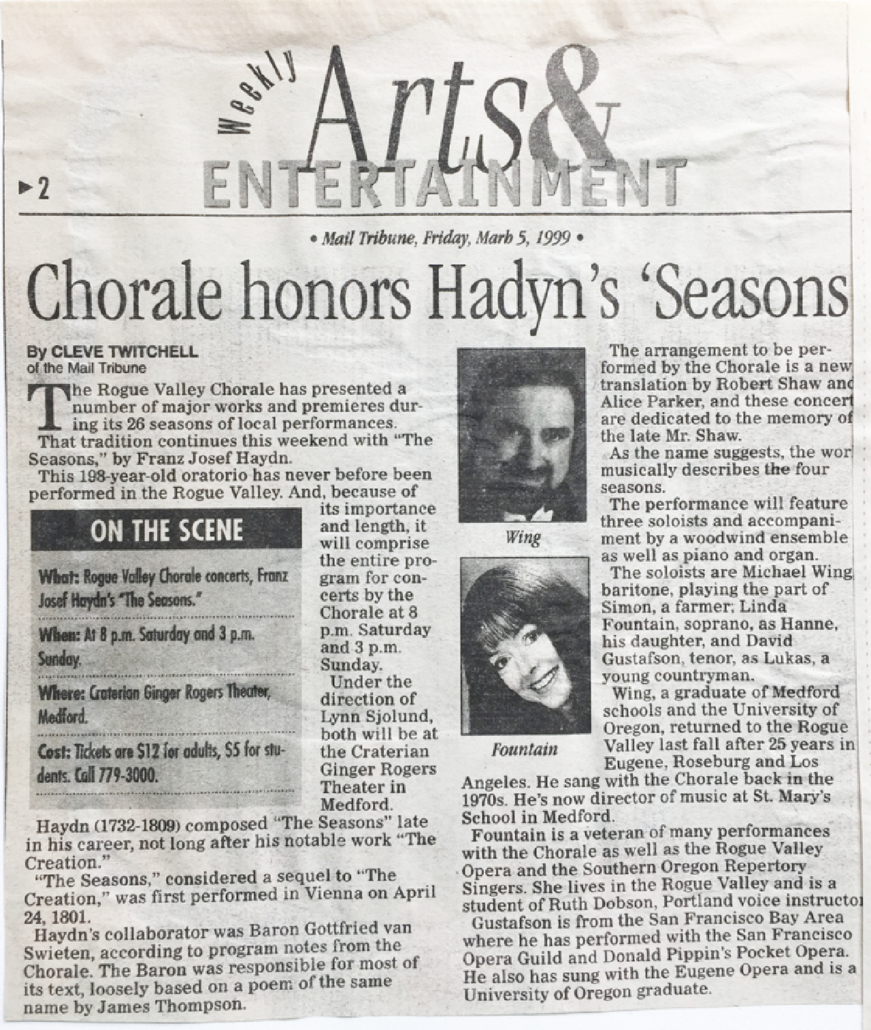 Weekly
Arts&
ENTERTAINMENT
►2
• Mail Tribune, Friday, Marh 5, 1999 •
Chorale honors Hadyn's 'Seasons
By CLEVE TWITCHELL
of the Mail Tribune
The Rogue Valley Chorale has presented a
number of major works and premieres dur-
ing its 26 seasons of local performances.
That tradition continues this weekend with "The
Seasons," by Franz Josef Haydn.
This 198-year-old oratorio has never before been
performed in the Rogue Valley. And, because of
its importance
and length, it
will comprise
the entire pro-
gram for con-
certs by the
Chorale at 8
p.m. Saturday
and 3 p.m.
Sunday.
Under the
direction of
Lynn Sjolund,
both will be at
the Craterian
Ginger Rogers
Theater in
Medford.
ON THE SCENE
What: Rogue Valley Chorale concerts, Franz
Josef Haydn's "The Seasons."
When: At 8 p.m. Saturday and 3 p.m.
Sunday.
Where: Craterian Ginger Rogers Theater,
Medford.
Cost: Tickets are $12 for adults, $5 for stu-
dents. Call 779-3000.
Haydn (1732-1809) composed "The Seasons" late
in his career, not long after his notable work "The
Creation."
"The Seasons," considered a sequel to "The
Creation," was first performed in Vienna on April
24, 1801.
Haydn's collaborator was Baron Gottfried van
Swieten, according to program notes from the
Chorale. The Baron was responsible for most of
its text, loosely based on a poem of the same
name by James Thompson.
Wing
Fountain
The arrangement to be per-
formed by the Chorale is a new
translation by Robert Shaw and
Alice Parker, and these concert
are dedicated to the memory of
the late Mr. Shaw.
As the name suggests, the wor
musically describes the four
seasons.
The performance will feature
three soloists and accompani-
ment by a woodwind ensemble
as well as piano and organ.
The soloists are Michael Wing
baritone, playing the part of
Simon, a farmer; Linda
Fountain, soprano, as Hanne,
his daughter, and David
Gustafson, tenor, as Lukas, a
young countryman.
Wing, a graduate of Medford
schools and the University of
Oregon, returned to the Rogue
Valley last fall after 25 years in
Eugene, Roseburg and Los
Angeles. He sang with the Chorale back in the
1970s. He's now director of music at St. Mary's
School in Medford.
Fountain is a veteran of many performances
with the Chorale as well as the Rogue Valley
Opera and the Southern Oregon Repertory
Singers. She lives in the Rogue Valley and is a
student of Ruth Dobson, Portland voice instructor
Gustafson is from the San Francisco Bay Area
where he has performed with the San Francisco
Opera Guild and Donald Pippin's Pocket Opera.
He also has sung with the Eugene Opera and is a
University of Oregon graduate.